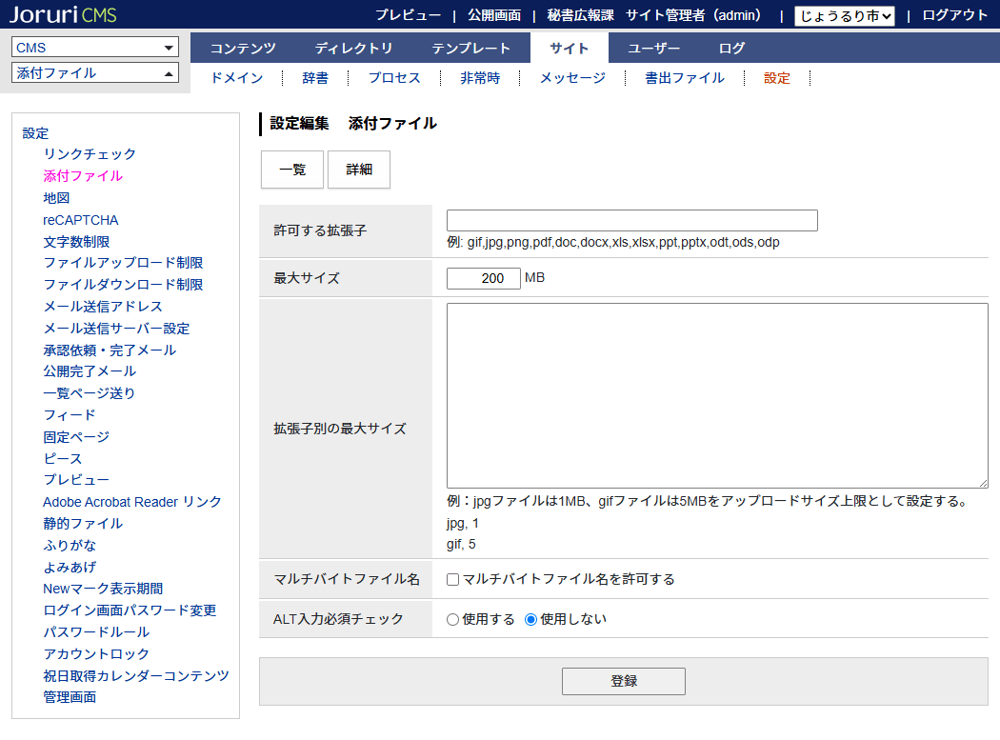 Joruri CMS
プレビュー | 公開画面 | 秘書広報課 サイト管理者（admin） | じょうるり市 | ログアウト
CMS
添付ファイル
コンテンツ ディレクトリ テンプレート サイト ユーザー ログ
ドメイン 辞書 プロセス 非常時 メッセージ 書出ファイル 設定
設定
リンクチェック
添付ファイル
地図
reCAPTCHA
文字数制限
ファイルアップロード制限
ファイルダウンロード制限
メール送信アドレス
メール送信サーバー設定
承認依頼・完了メール
公開完了メール
一覧ページ送り
フィード
固定ページ
ピース
プレビュー
Adobe Acrobat Reader リンク
静的ファイル
ふりがな
よみあげ
Newマーク表示期間
ログイン画面パスワード変更
パスワードルール
アカウントロック
祝日取得カレンダーコンテンツ
管理画面
設定編集 添付ファイル
一覧 詳細
許可する拡張子
例: gif,jpg,png,pdf,doc,docx,xls,xlsx,ppt,pptx,odt,ods,odp
最大サイズ 200 MB
拡張子別の最大サイズ
例：jpgファイルは1MB、gifファイルは5MBをアップロードサイズ上限として設定する。
jpg, 1
gif, 5
マルチバイトファイル名 マルチバイトファイル名を許可する
ALT入力必須チェック 使用する 使用しない
登録